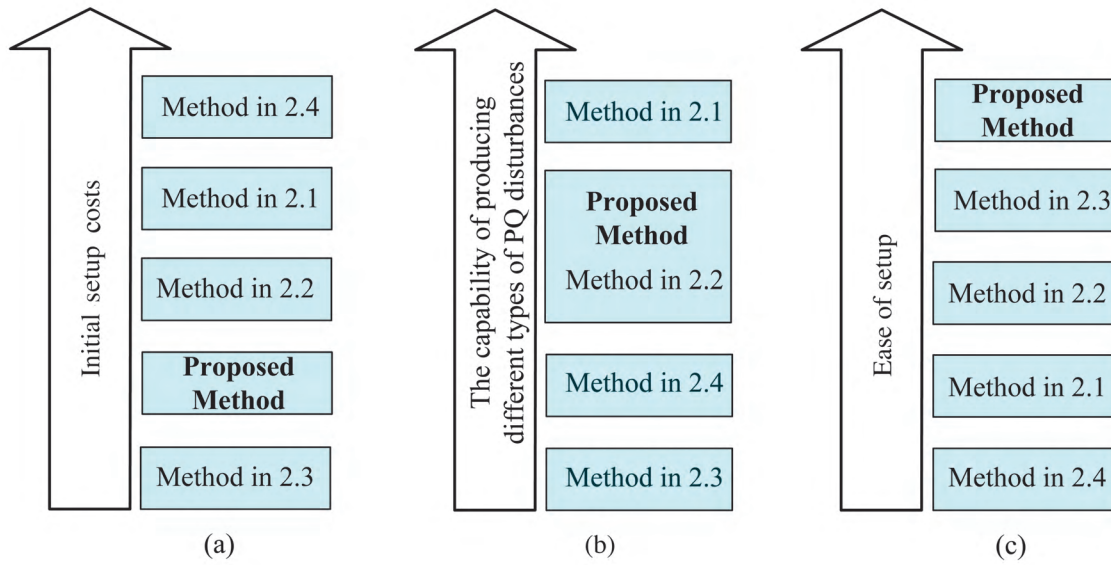 Initial setup costs
Method in 2.4
Method in 2.1
Method in 2.2
Proposed
Method
Method in 2.3
(a)
The capability of producing
different types of PQ disturbances
Method in 2.1
Proposed
Method
Method in 2.2
Method in 2.4
Method in 2.3
(b)
Ease of setup
Proposed
Method
Method in 2.3
Method in 2.2
Method in 2.1
Method in 2.4
(c)